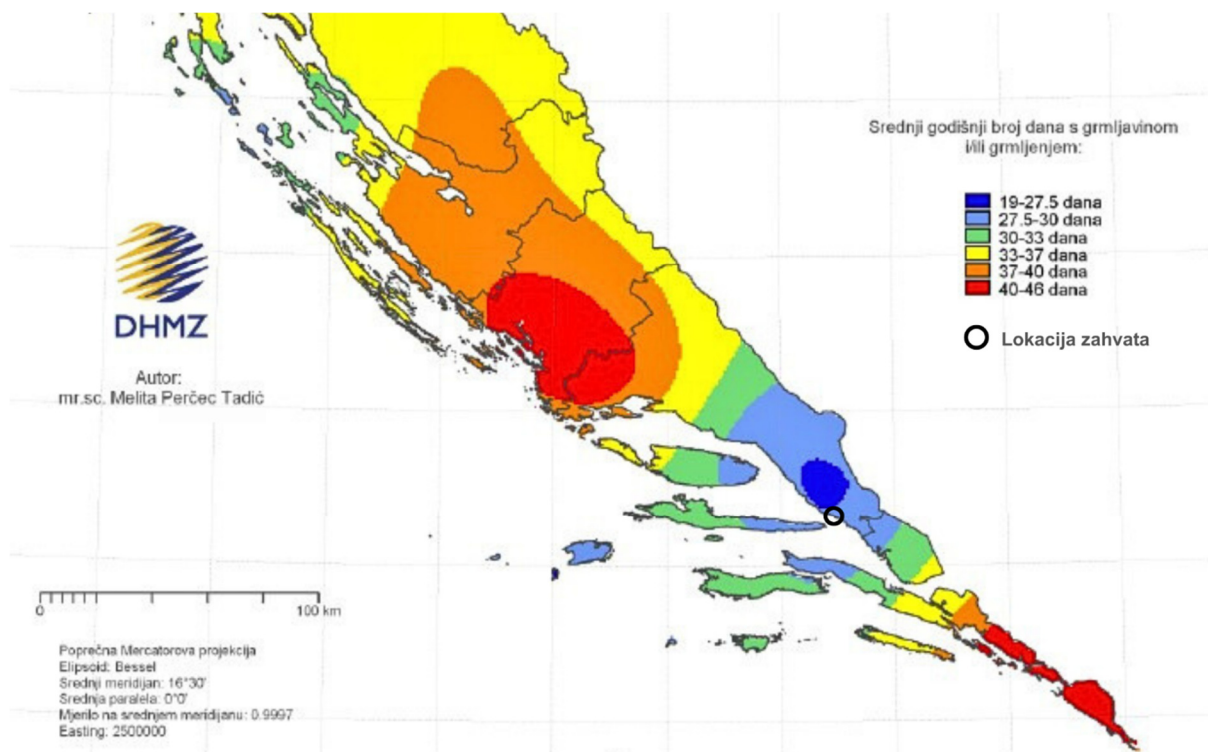 Srednji godišnji broj dana s grmljavinom
i/ili grmljenjem:
19-27.5 dana
27.5-30 dana
30-33 dana
33-37 dana
37-40 dana
40-46 dana
Lokacija zahvata
DHMZ
Autor:
mr.sc. Melita Perčec Tadić
0 100 km
Poprečna Mercatorova projekcija
Elipsoid: Bessel
Srednji meridijan: 16°30'
Srednja paralela: 0°0'
Mjerilo na srednjem meridijanu: 0.9997
Easting: 2500000